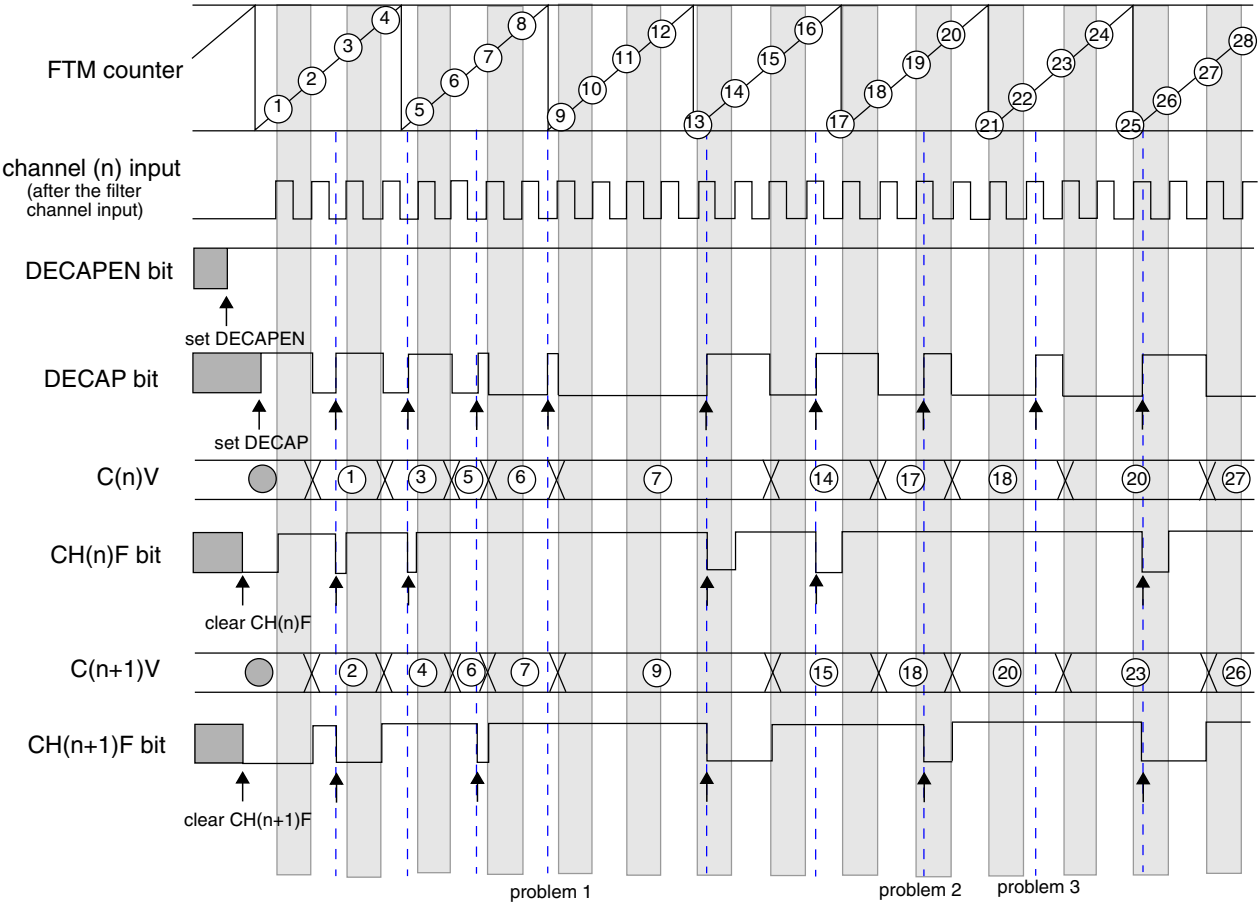 FTM counter
1 2 3 4 5 6 7 8 9 10 11 12 13 14 15 16 17 18 19 20 21 22 23 24 25 26 27 28
channel (n) input
(after the filter
channel input)
DECAPEN bit
set DECAPEN
DECAP bit
set DECAP
C(n)V
1 3 5 6 7 14 17 18 20 27
CH(n)F bit
clear CH(n)F
C(n+1)V
2 4 6 7 9 15 18 20 23 26
CH(n+1)F bit
clear CH(n+1)F
problem 1 problem 2 problem 3